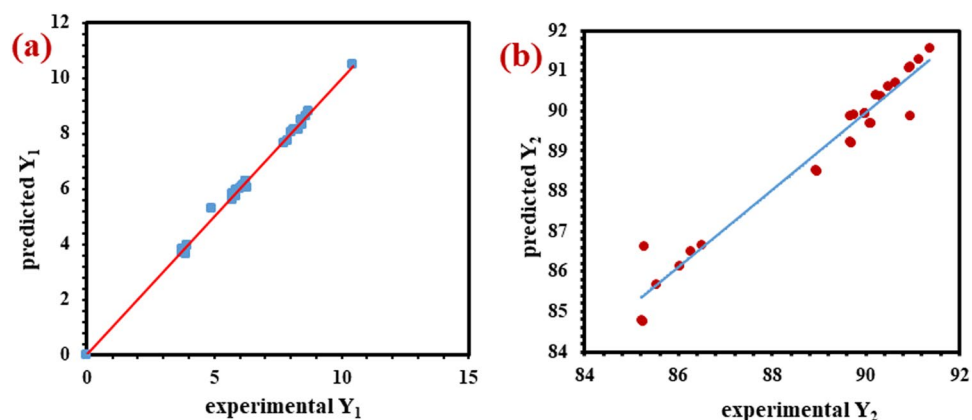 (a)
predicted Y₁
12
10
8
6
4
2
0
0 5 10 15
experimental Y₁
(b)
predicted Y₂
92
91
90
89
88
87
86
85
84
84 86 88 90 92
experimental Y₂